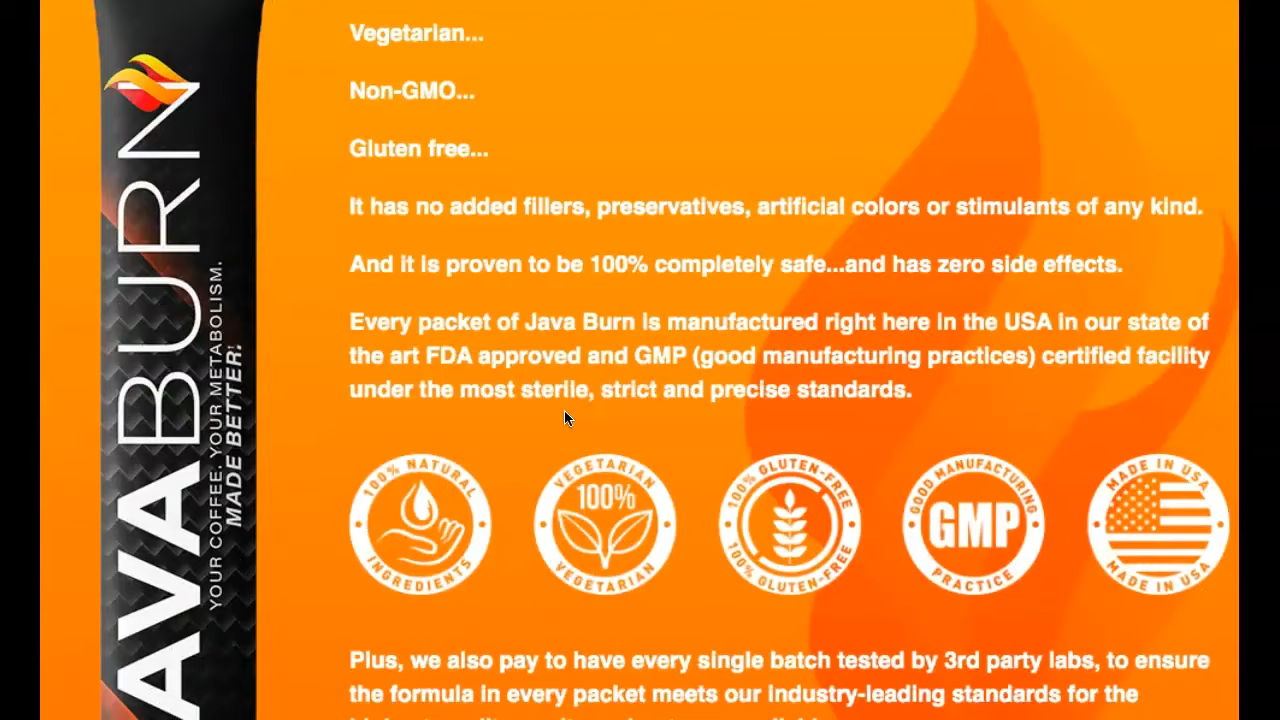 Vegetarian...
Non-GMO...
Gluten free...
It has no added fillers, preservatives, artificial colors or stimulants of any kind.
And it is proven to be 100% completely safe...and has zero side effects.
Every packet of Java Burn is manufactured right here in the USA in our state of
the art FDA approved and GMP (good manufacturing practices) certified facility
under the most sterile, strict and precise standards.
AVABURN
YOUR COFFEE. YOUR METABOLISM.
MADE BETTER!
100% NATURAL
INGREDIENTS
VEGETARIAN
100%
VEGETARIAN
100% GLUTEN-FREE
100% GLUTEN-FREE
GOOD MANUFACTURING
GMP
PRACTICE
MADE IN USA
MADE IN USA
Plus, we also pay to have every single batch tested by 3rd party labs, to ensure
the formula in every packet meets our industry-leading standards for the